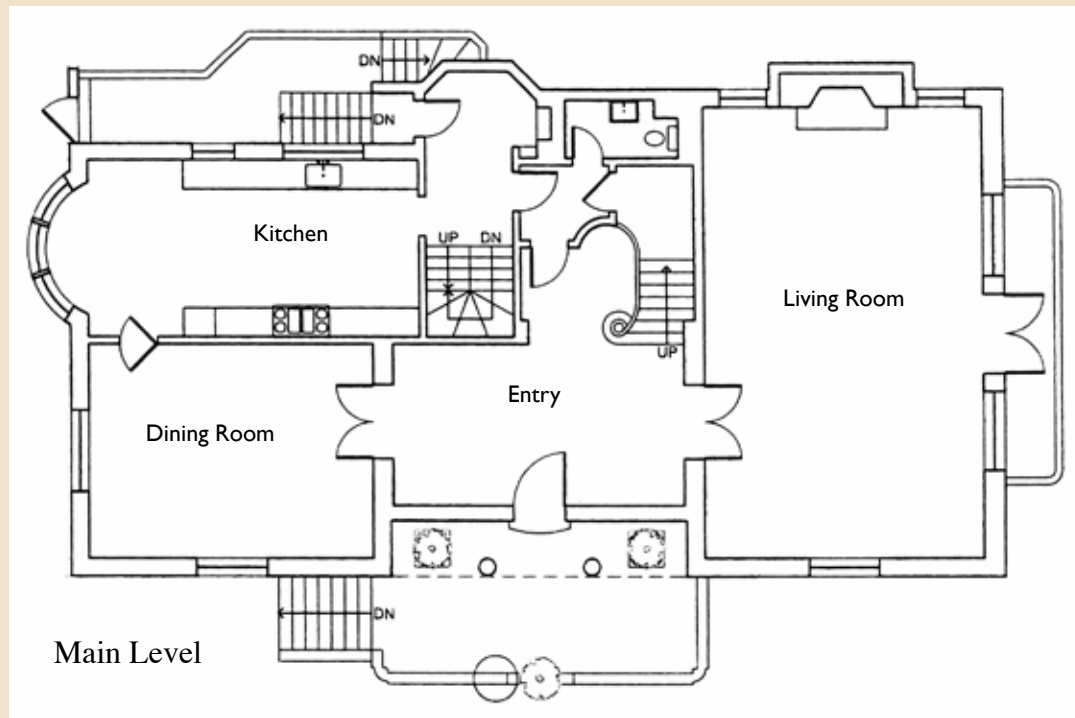 DN
DN
Kitchen
UP DN
Living Room
UP
Entry
Dining Room
DN
Main Level